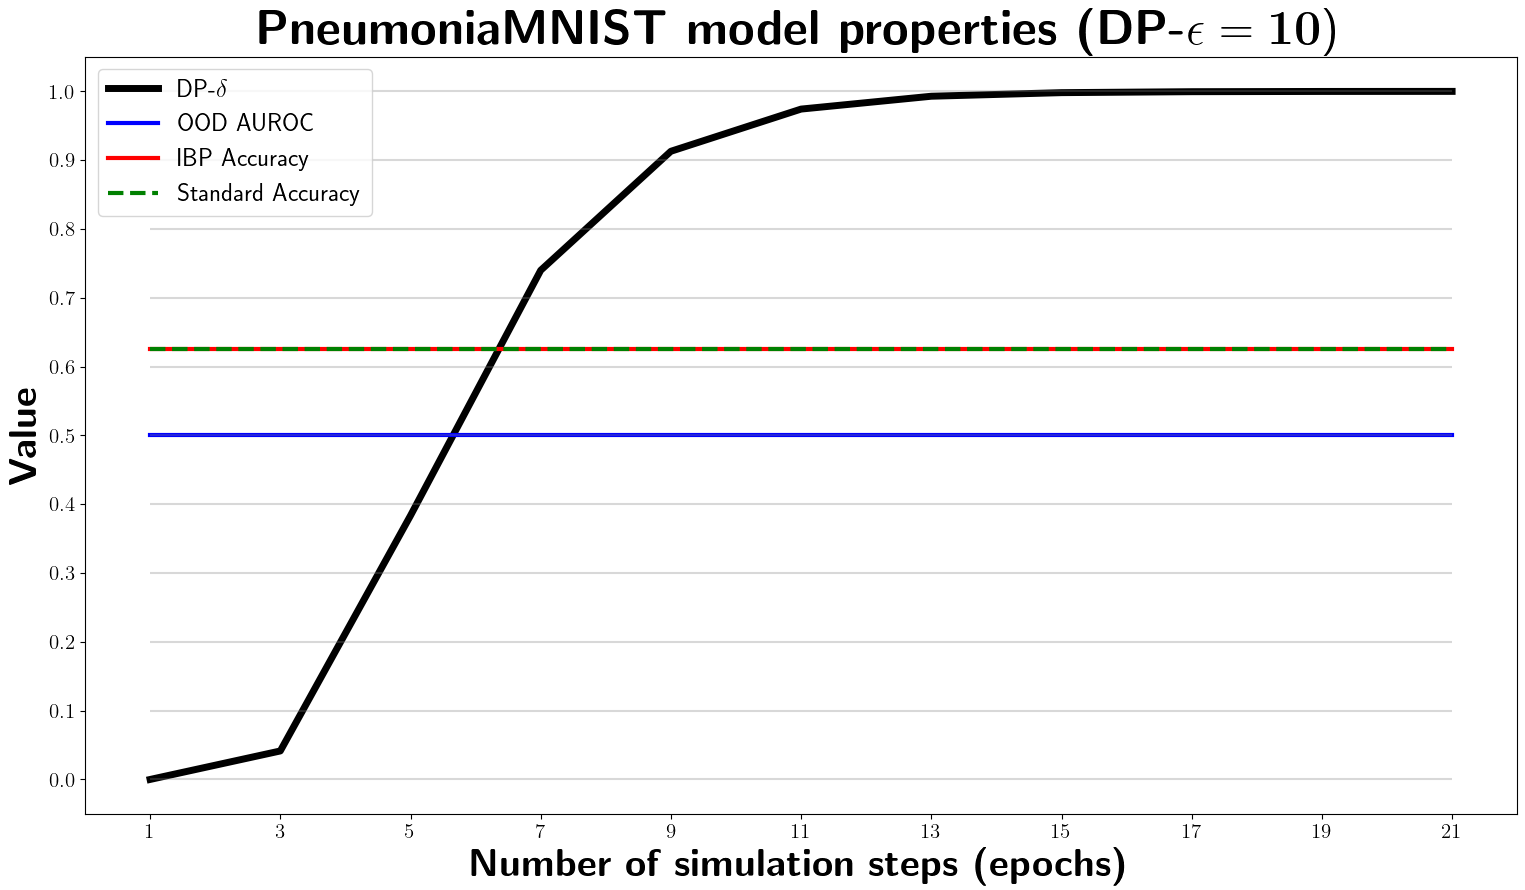 PneumoniaMNIST model properties (DP-ϵ = 10)
DP-δ
OOD AUROC
IBP Accuracy
Standard Accuracy
Value
1.0
0.9
0.8
0.7
0.6
0.5
0.4
0.3
0.2
0.1
0.0
1 3 5 7 9 11 13 15 17 19 21
Number of simulation steps (epochs)